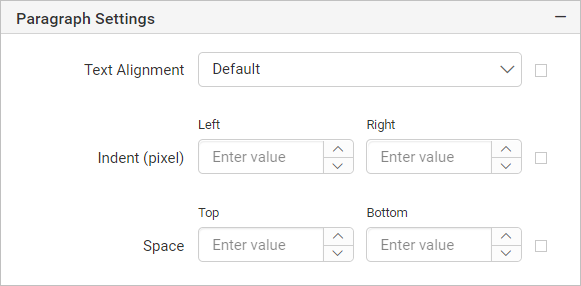 Paragraph Settings
Text Alignment Default
Left Right
Indent (pixel) Enter value Enter value
Top Bottom
Space Enter value Enter value